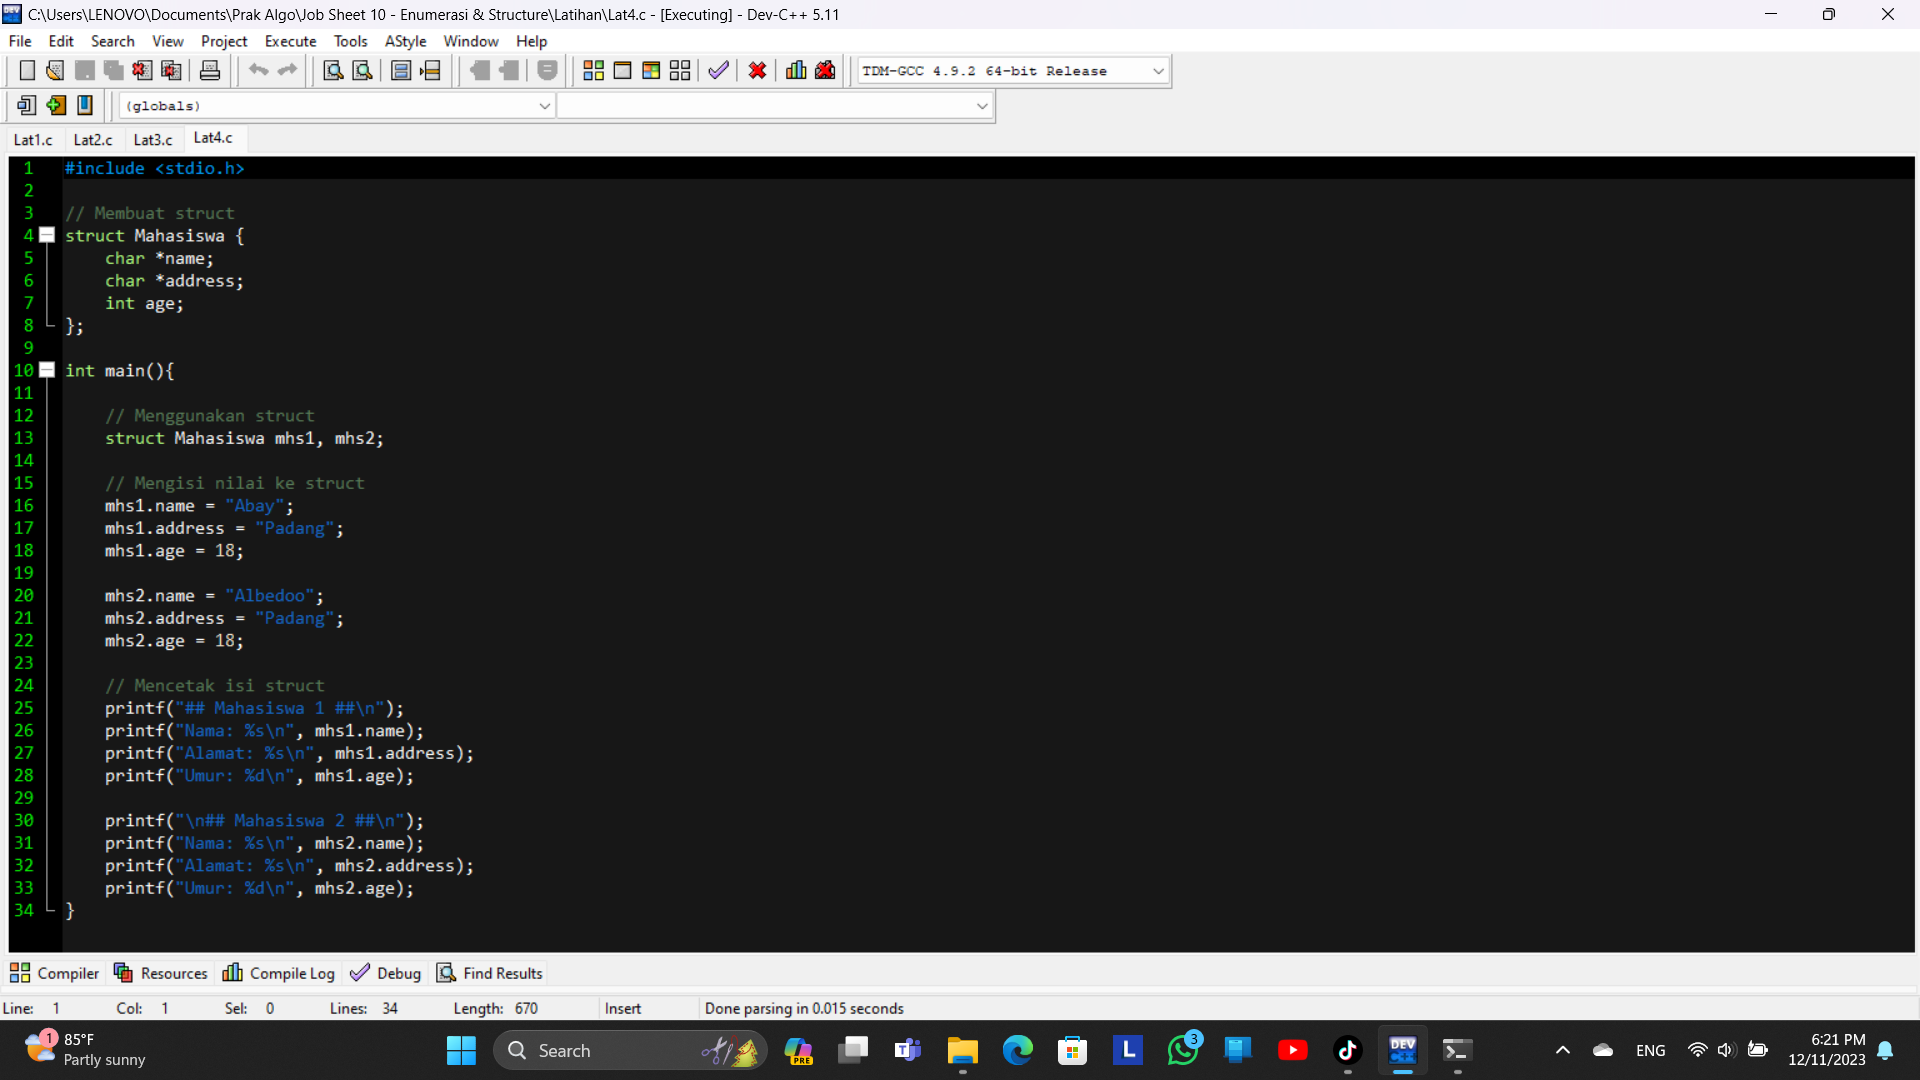 C:\Users\LENOVO\Documents\Prak Algo\Job Sheet 10 - Enumerasi & Structure\Latihan\Lat4.c - [Executing] - Dev-C++ 5.11
File Edit Search View Project Execute Tools AStyle Window Help
TDM-GCC 4.9.2 64-bit Release
(globals)
Lat1.c Lat2.c Lat3.c Lat4.c
1 #include <stdio.h>
2
3 // Membuat struct
4 struct Mahasiswa {
5 char *name;
6 char *address;
7 int age;
8 };
9
10 int main(){
11
12 // Menggunakan struct
13 struct Mahasiswa mhs1, mhs2;
14
15 // Mengisi nilai ke struct
16 mhs1.name = "Abay";
17 mhs1.address = "Padang";
18 mhs1.age = 18;
19
20 mhs2.name = "Albedoo";
21 mhs2.address = "Padang";
22 mhs2.age = 18;
23
24 // Mencetak isi struct
25 printf("## Mahasiswa 1 ##\n");
26 printf("Nama: %s\n", mhs1.name);
27 printf("Alamat: %s\n", mhs1.address);
28 printf("Umur: %d\n", mhs1.age);
29
30 printf("\n## Mahasiswa 2 ##\n");
31 printf("Nama: %s\n", mhs2.name);
32 printf("Alamat: %s\n", mhs2.address);
33 printf("Umur: %d\n", mhs2.age);
34 }
Compiler Resources Compile Log Debug Find Results
Line: 1 Col: 1 Sel: 0 Lines: 34 Length: 670 Insert Done parsing in 0.015 seconds
1 85°F
Partly sunny
Search
PRE
L
3
DEV C++
ENG
6:21 PM
12/11/2023